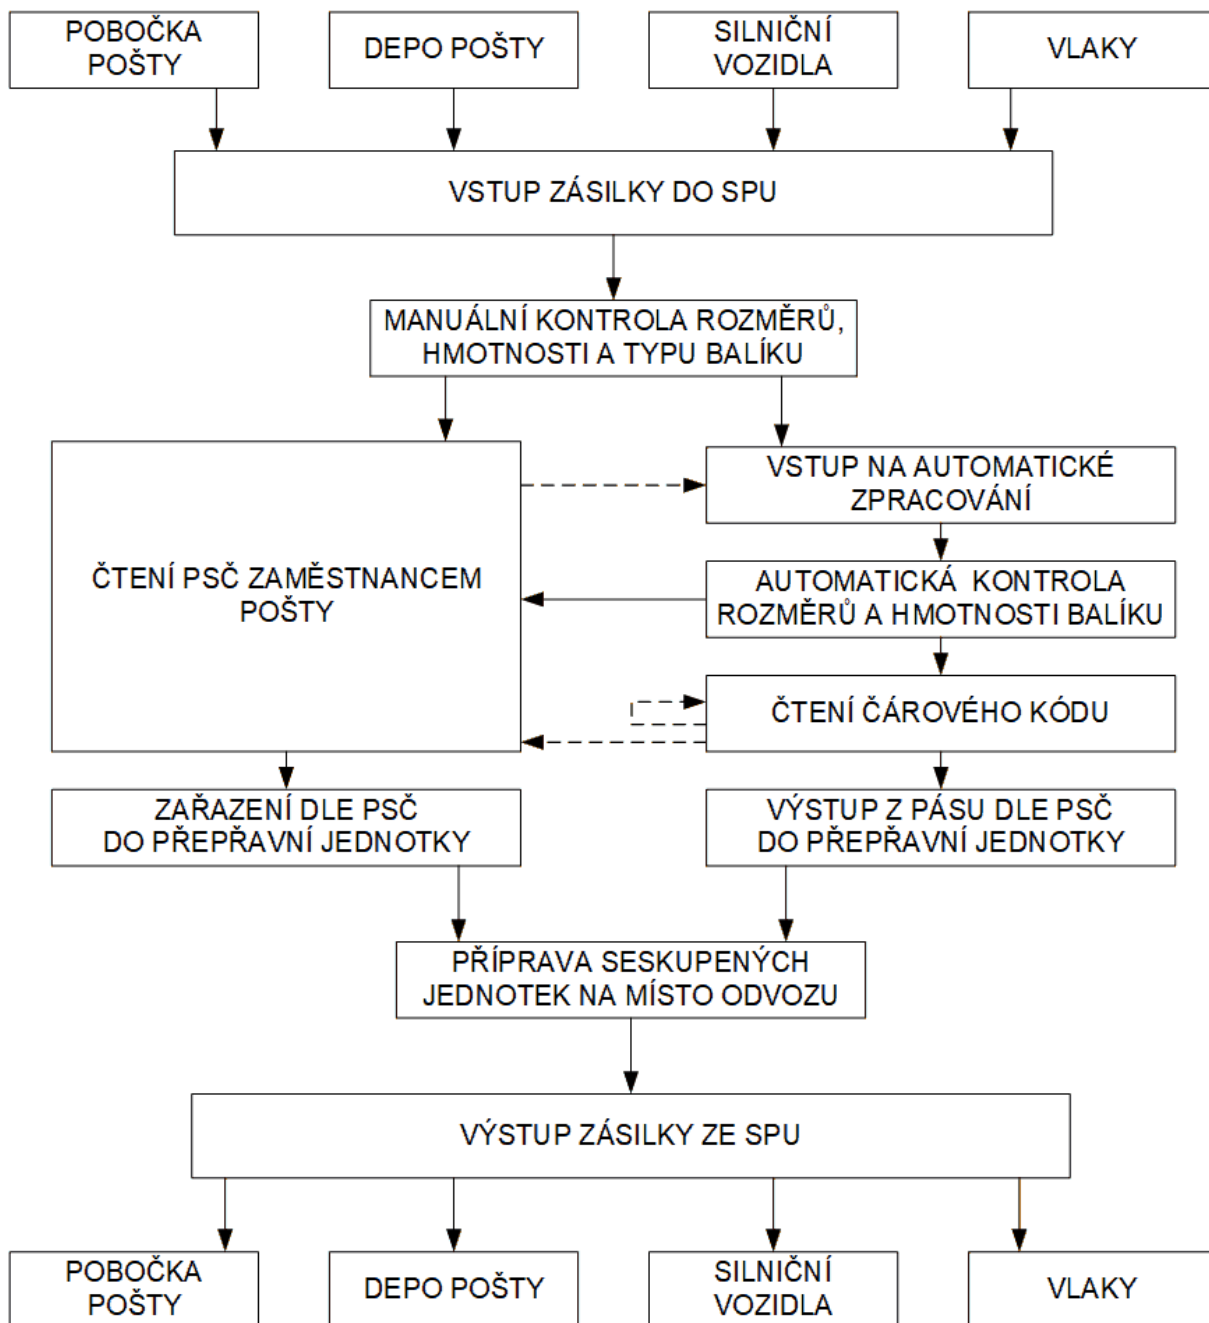 POBOČKA
POŠTY
DEPO POŠTY
SILNIČNÍ
VOZIDLA
VLAKY
VSTUP ZÁSILKY DO SPU
MANUÁLNÍ KONTROLA ROZMĚRŮ,
HMOTNOSTI A TYPU BALÍKU
ČTENÍ PSČ ZAMĚSTNANCEM
POŠTY
VSTUP NA AUTOMATICKÉ
ZPRACOVÁNÍ
AUTOMATICKÁ KONTROLA
ROZMĚRŮ A HMOTNOSTI BALÍKU
ČTENÍ ČÁROVÉHO KÓDU
ZAŘAZENÍ DLE PSČ
DO PŘEPŘAVNÍ JEDNOTKY
VÝSTUP Z PÁSU DLE PSČ
DO PŘEPŘAVNÍ JEDNOTKY
PŘÍPRAVA SESKUPENÝCH
JEDNOTEK NA MÍSTO ODVOZU
VÝSTUP ZÁSILKY ZE SPU
POBOČKA
POŠTY
DEPO POŠTY
SILNIČNÍ
VOZIDLA
VLAKY